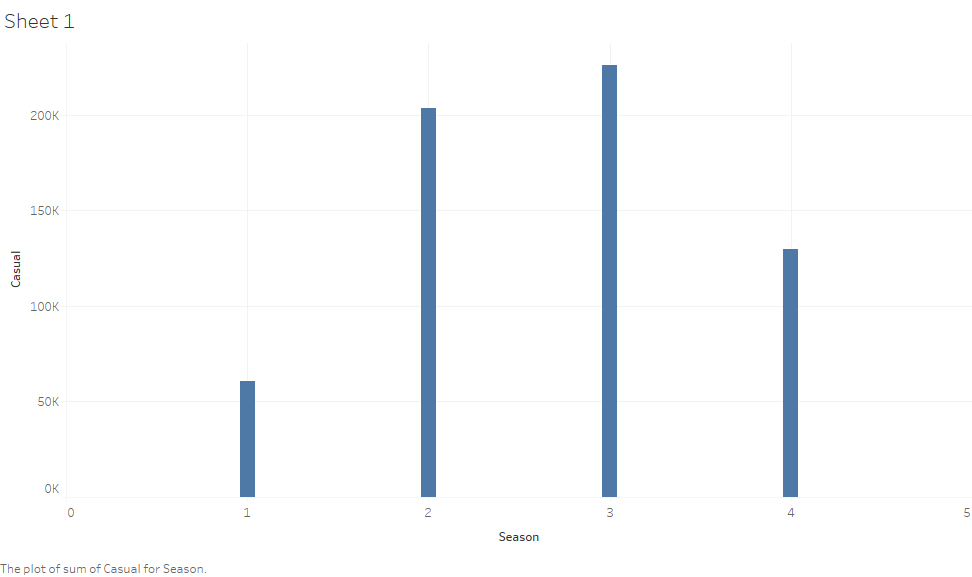 Sheet 1
200K
150K
100K
50K
0K
Casual
0 1 2 3 4 5
Season
The plot of sum of Casual for Season.